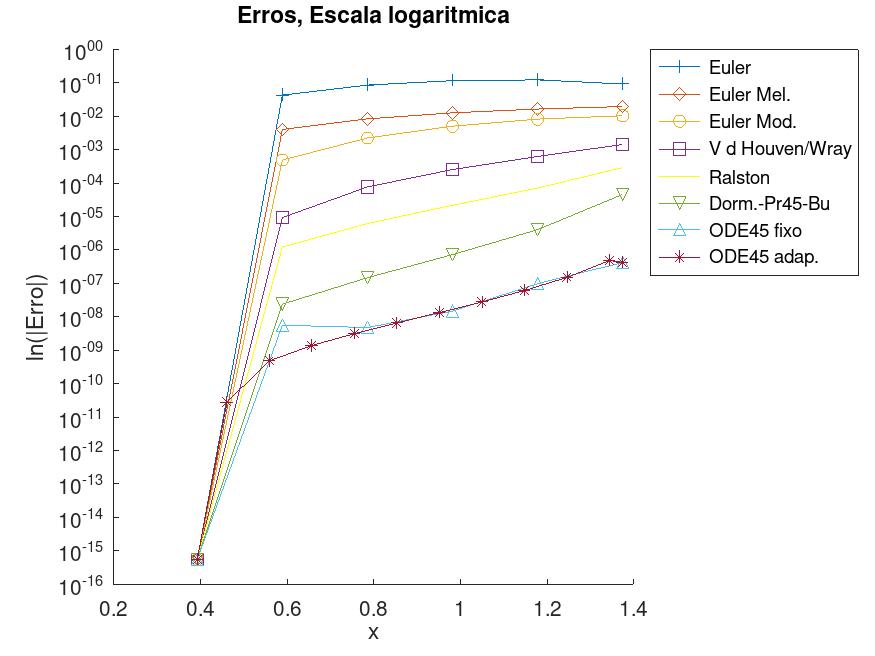 Erros, Escala logaritmica
10^00
10^-01
10^-02
10^-03
10^-04
10^-05
10^-06
10^-07
10^-08
10^-09
10^-10
10^-11
10^-12
10^-13
10^-14
10^-15
10^-16
ln(|Erro|)
0.2 0.4 0.6 0.8 1 1.2 1.4
x
Euler
Euler Mel.
Euler Mod.
V d Houven/Wray
Ralston
Dorm.-Pr45-Bu
ODE45 fixo
ODE45 adap.